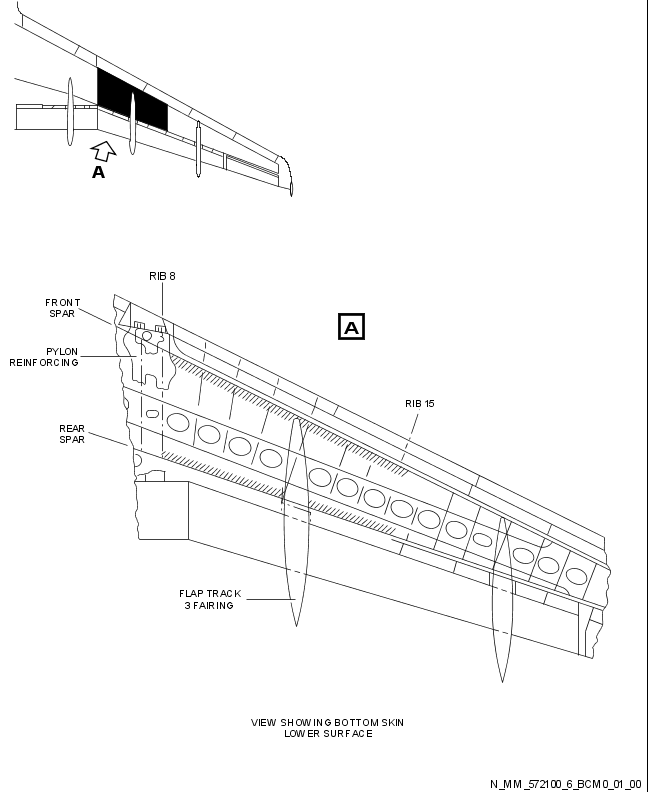 A
RIB 8
FRONT
SPAR
A
PYLON
REINFORCING
RIB 15
REAR
SPAR
FLAP TRACK
3 FAIRING
VIEW SHOWING BOTTOM SKIN
LOWER SURFACE
N_MM_572100_6_BCM0_01_00